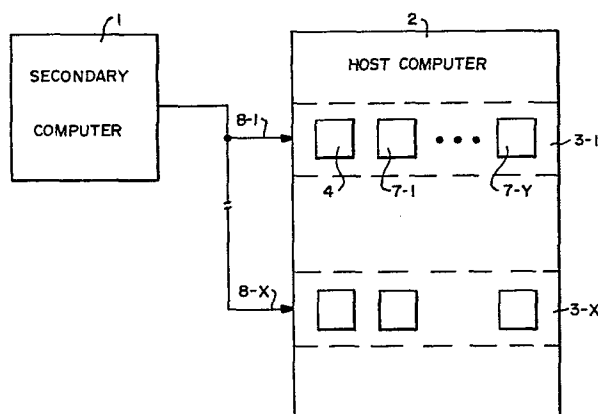 1
SECONDARY
COMPUTER
2
HOST COMPUTER
8-1
4
7-1
7-Y
3-1
8-X
3-X